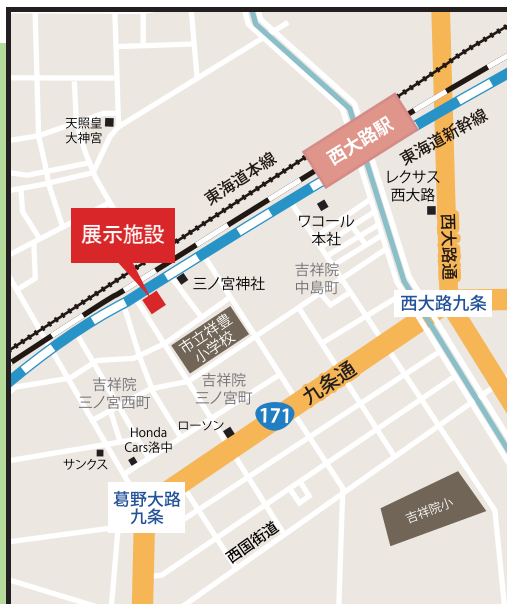 西大路駅
東海道新幹線
天照皇
大神宮
東海道本線
レクサス
西大路
西大路通
展示施設
ワコール
本社
三ノ宮神社
吉祥院
中島町
西大路九条
市立祥豊
小学校
九条通
吉祥院
三ノ宮西町
吉祥院
三ノ宮町
171
ローソン
Honda
Cars洛中
サンクス
葛野大路
九条
吉祥院小
西国街道